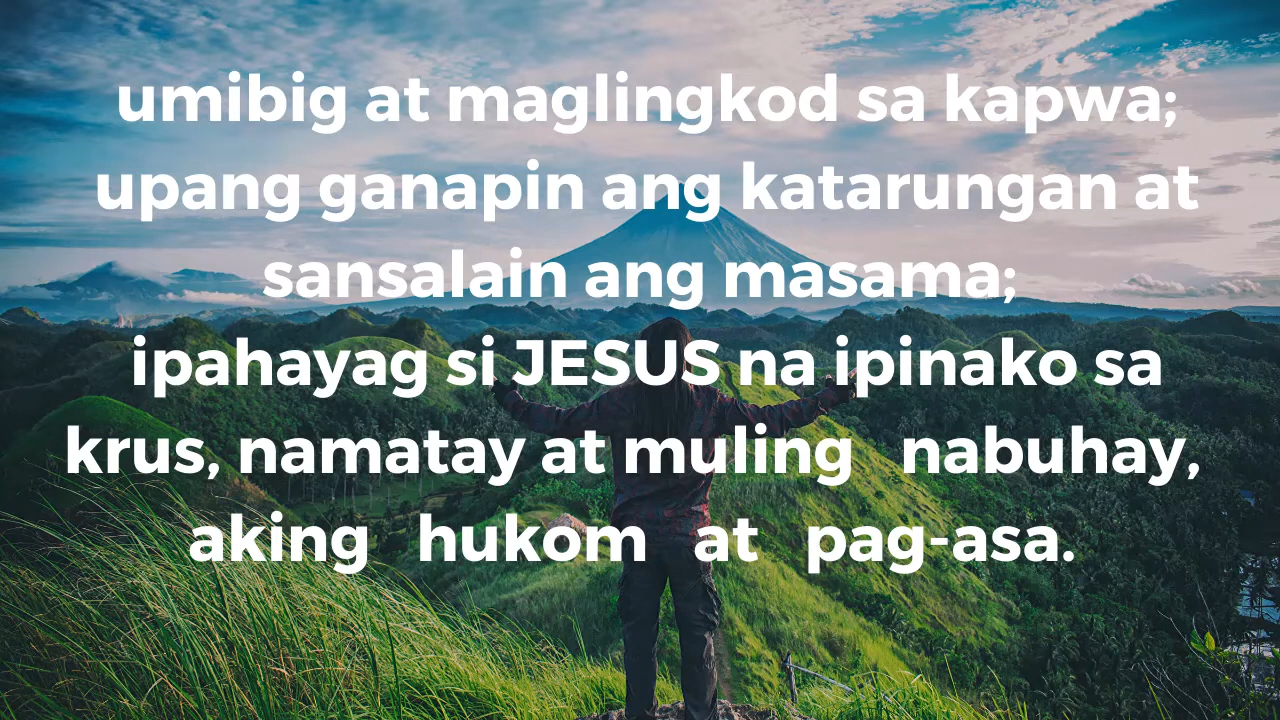 umibig at maglingkod sa kapwa;
upang ganapin ang katarungan at
sansalain ang masama;
ipahayag si JESUS na ipinako sa
krus, namatay at muling nabuhay,
aking hukom at pag-asa.